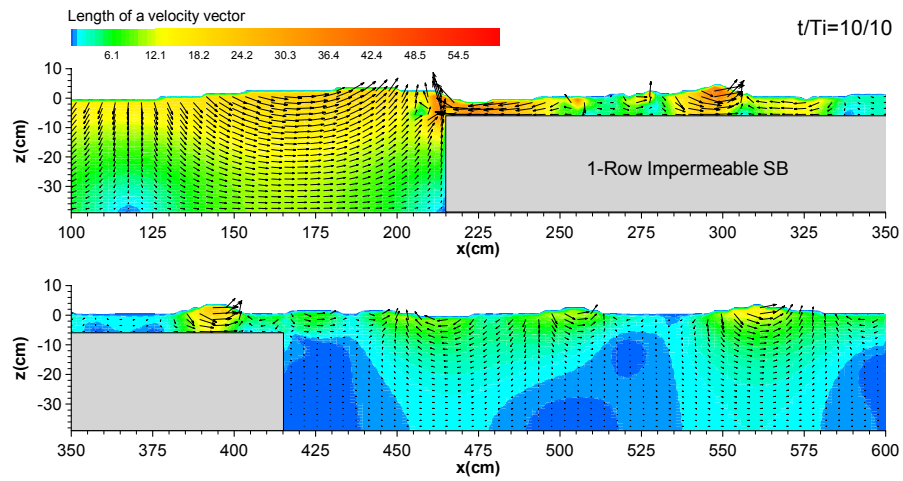 Length of a velocity vector
t/Ti=10/10
6.1 12.1 18.2 24.2 30.3 36.4 42.4 48.5 54.5
10
0
-10
-20
-30
z(cm)
1-Row Impermeable SB
100 125 150 175 200 225 250 275 300 325 350
x(cm)
10
0
-10
-20
-30
z(cm)
350 375 400 425 450 475 500 525 550 575 600
x(cm)